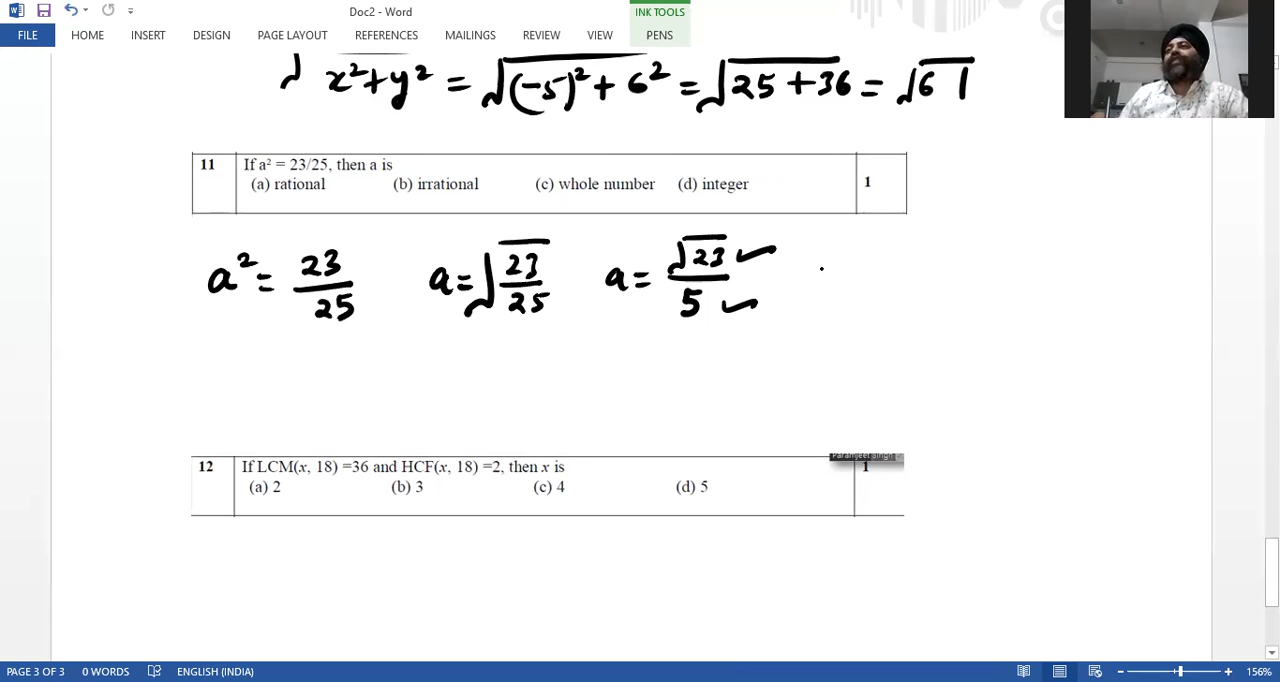 Doc2 - Word
INK TOOLS
FILE HOME INSERT DESIGN PAGE LAYOUT REFERENCES MAILINGS REVIEW VIEW PENS
√x²+y² = √(-5)²+6² = √25+36 = √61
11 If a² = 23/25, then a is
(a) rational (b) irrational (c) whole number (d) integer 1
a² = 23/25 a = √23/25 a = √23/5
Paramjeet Singh
12 If LCM(x, 18) =36 and HCF(x, 18) =2, then x is 1
(a) 2 (b) 3 (c) 4 (d) 5
PAGE 3 OF 3 0 WORDS ENGLISH (INDIA) 156%